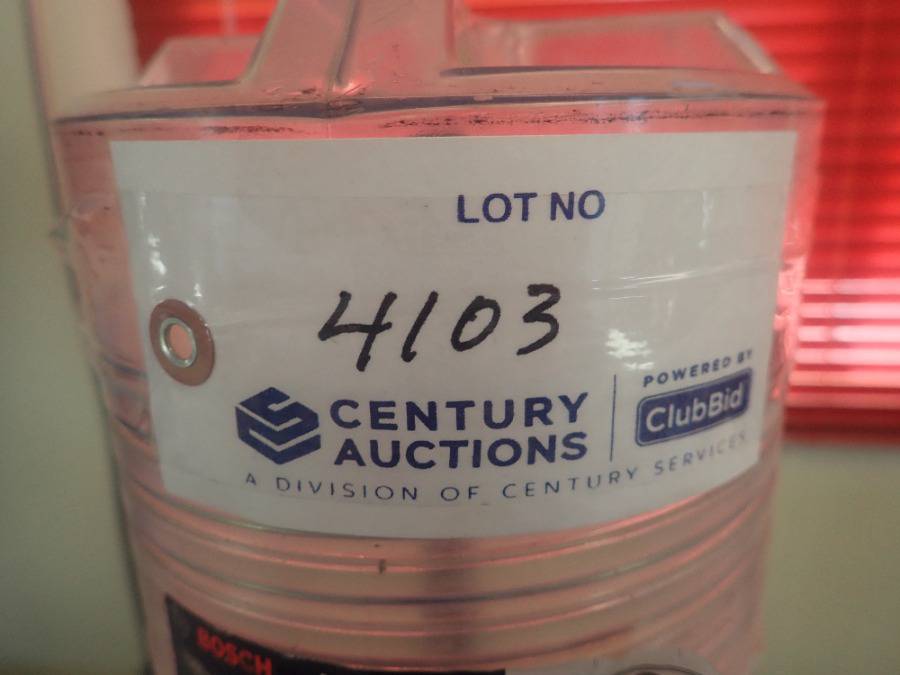 LOT NO
4103
CENTURY
AUCTIONS
POWERED BY
ClubBid
A DIVISION OF CENTURY SERVICES
BOSCH